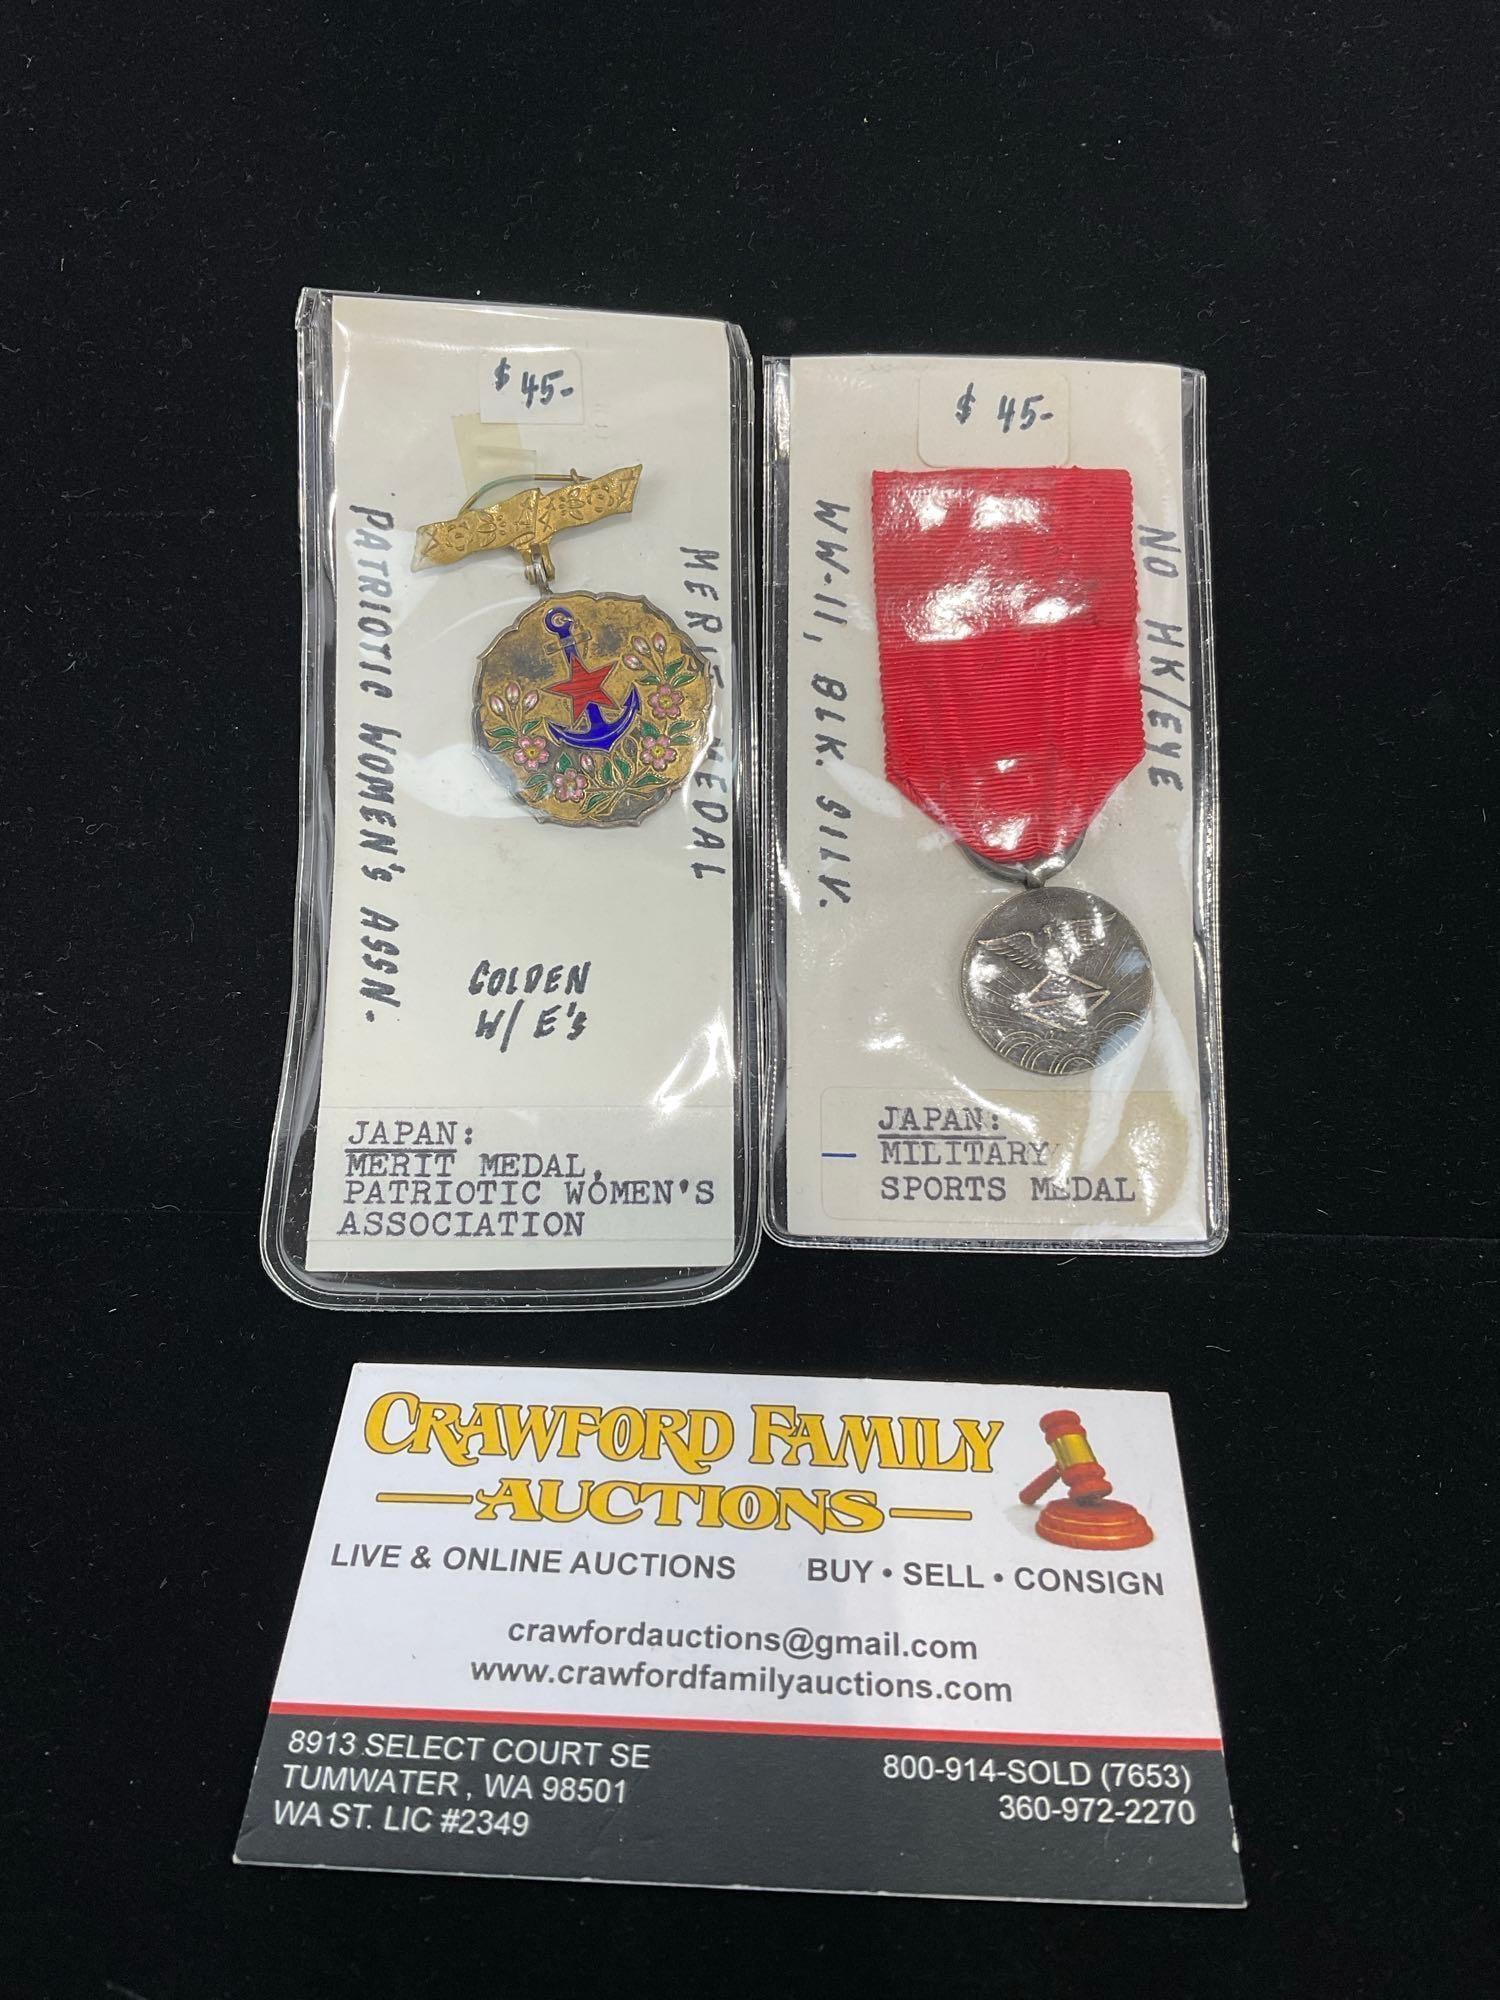 $ 45-
PATRIOTIC WOMEN'S ASSN.
MERIT MEDAL
GOLDEN
W/ E's
JAPAN:
MERIT MEDAL,
PATRIOTIC WOMEN'S
ASSOCIATION
$ 45-
WW-II, BLK. SILV.
NO HK/EYE
JAPAN:
MILITARY
SPORTS MEDAL
CRAWFORD FAMILY
AUCTIONS
LIVE & ONLINE AUCTIONS
BUY • SELL • CONSIGN
crawfordauctions@gmail.com
www.crawfordfamilyauctions.com
8913 SELECT COURT SE
TUMWATER, WA 98501
WA ST. LIC #2349
800-914-SOLD (7653)
360-972-2270